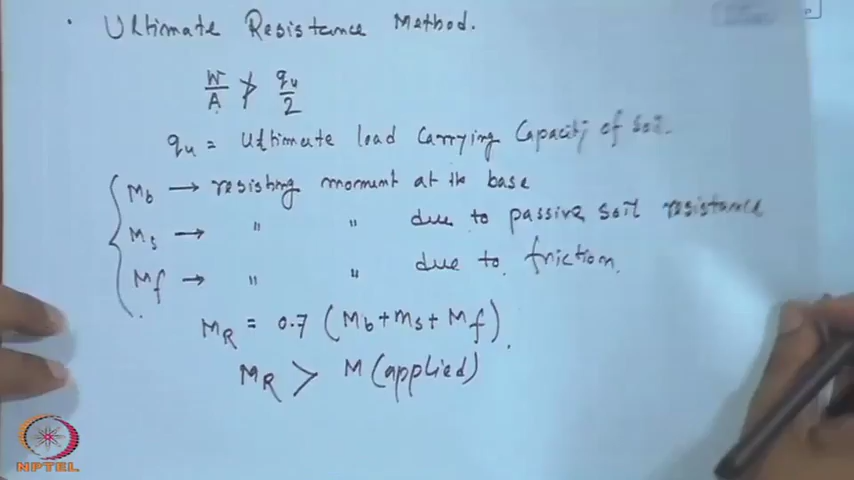 • Ultimate Resistance Method.
W/A ≯ qu/2
qu = Ultimate load carrying capacity of soil.
Mb → resisting moment at the base
Ms → " " due to passive soil resistance
Mf → " " due to friction.
MR = 0.7 (Mb + Ms + Mf).
MR > M (applied)
NPTEL